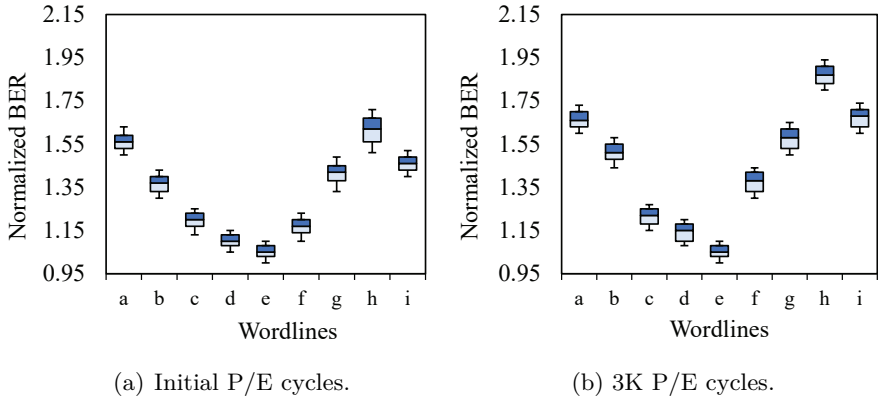 2.15
1.95
1.75
1.55
1.35
1.15
0.95
Normalized BER
a b c d e f g h i
Wordlines
(a) Initial P/E cycles.
2.15
1.95
1.75
1.55
1.35
1.15
0.95
Normalized BER
a b c d e f g h i
Wordlines
(b) 3K P/E cycles.